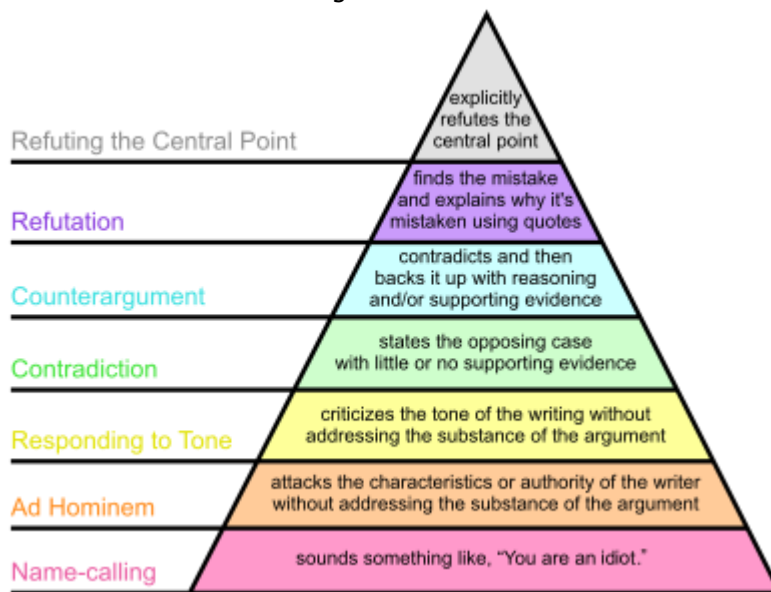 explicitly
refutes the
central point
Refuting the Central Point
finds the mistake
and explains why it's
mistaken using quotes
Refutation
contradicts and then
backs it up with reasoning
and/or supporting evidence
Counterargument
states the opposing case
with little or no supporting evidence
Contradiction
criticizes the tone of the writing without
addressing the substance of the argument
Responding to Tone
attacks the characteristics or authority of the writer
without addressing the substance of the argument
Ad Hominem
sounds something like, “You are an idiot.”
Name-calling